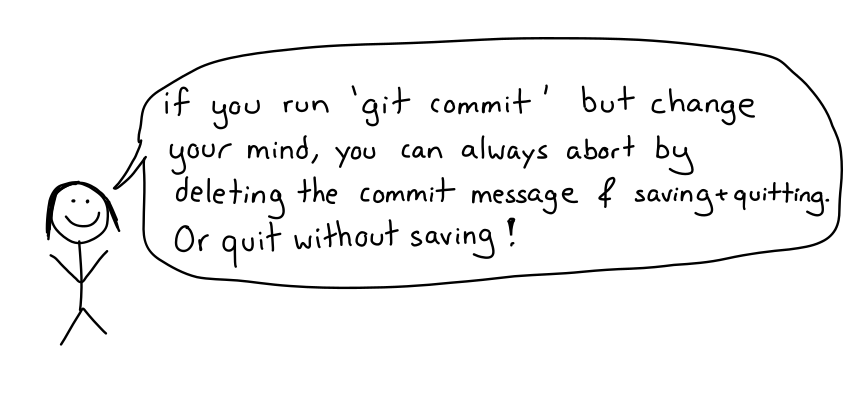 if you run 'git commit' but change
your mind, you can always abort by
deleting the commit message & saving+quitting.
Or quit without saving!